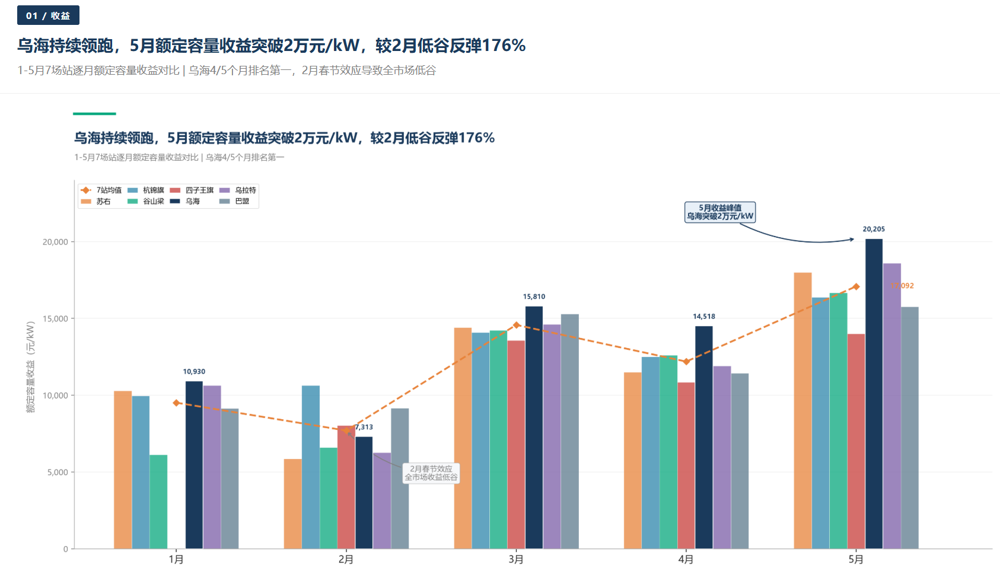 01 / 收益
乌海持续领跑，5月额定容量收益突破2万元/kW，较2月低谷反弹176%
1-5月7场站逐月额定容量收益对比 | 乌海4/5个月排名第一，2月春节效应导致全市场低谷
乌海持续领跑，5月额定容量收益突破2万元/kW，较2月低谷反弹176%
1-5月7场站逐月额定容量收益对比 | 乌海4/5个月排名第一
7站均值 杭锦旗 四子王旗 乌拉特
苏右 谷山梁 乌海 巴盟
5月收益峰值
乌海突破2万元/kW
20,205
20,000
17,092
15,810
15,000
14,518
10,930
10,000
7,313
2月春节效应
全市场收益低谷
5,000
0
额定容量收益（元/kW）
1月 2月 3月 4月 5月